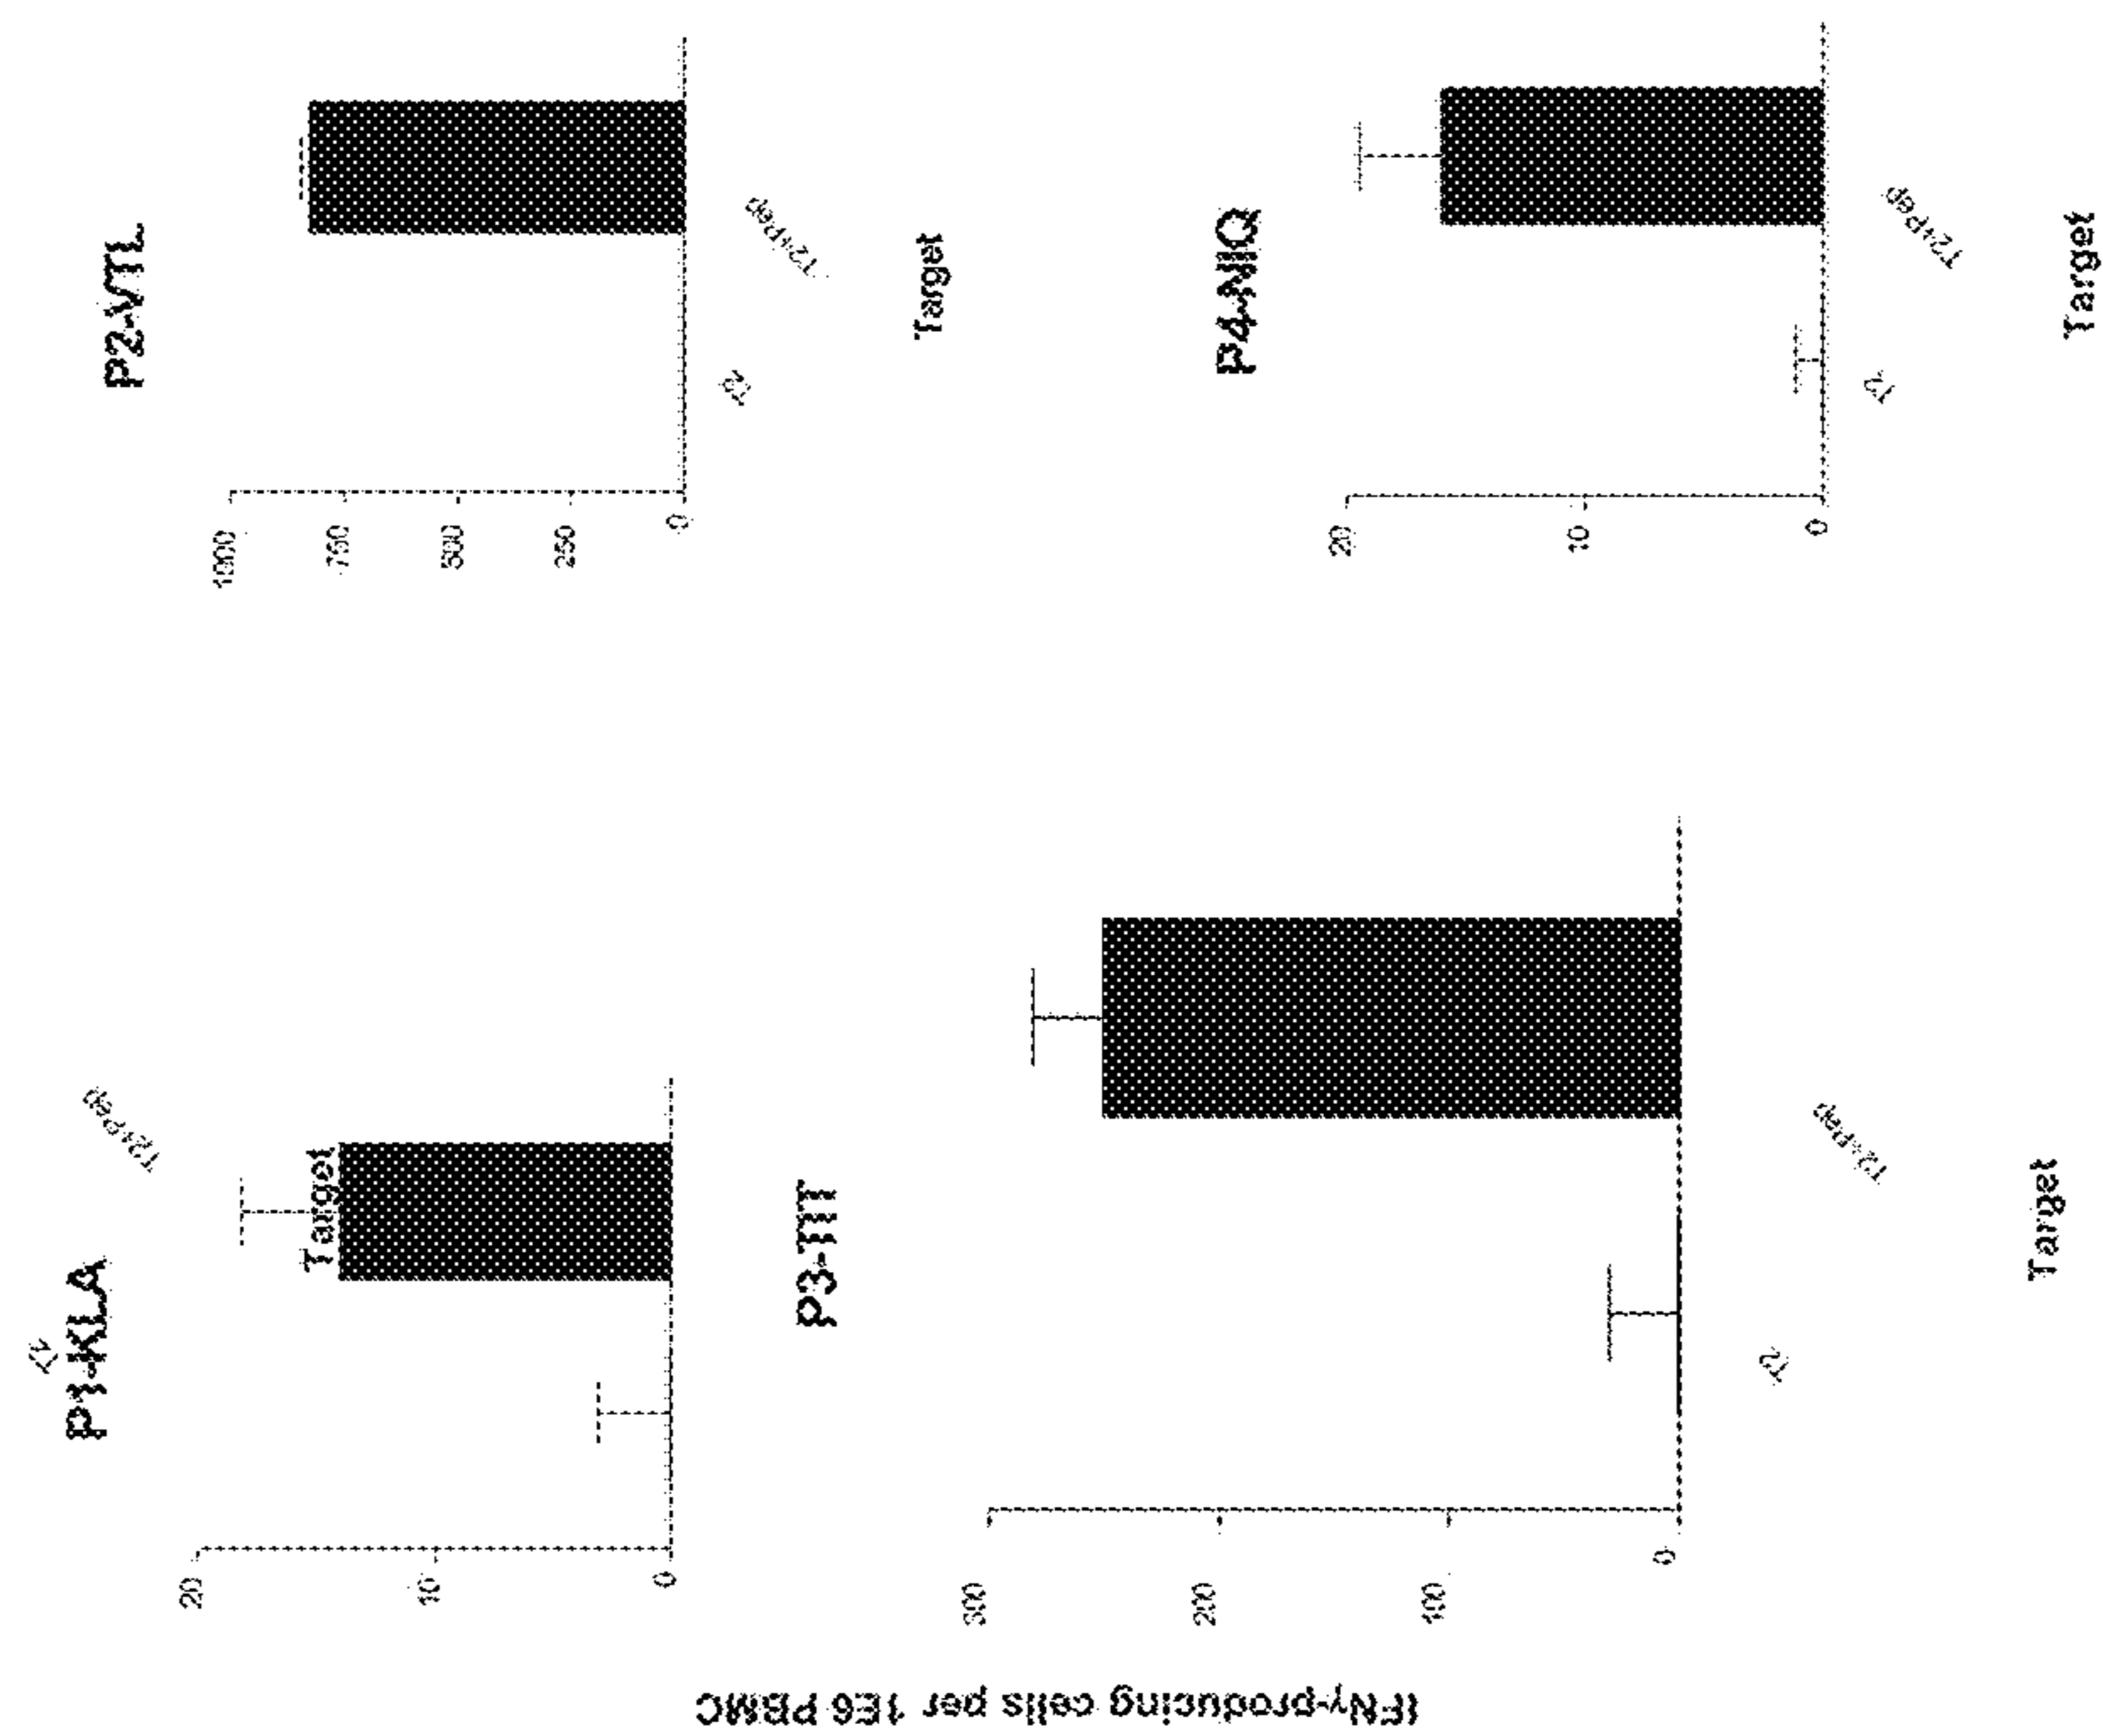 IFNγ-producing cells per 1E6 PBMC
P1-KLA
20
10
0
T2
T2+Pep
Target
P2-VTL
1000
750
500
250
0
T2
T2+Pep
Target
P3-TIT
300
200
100
0
T2
T2+Pep
Target
P4-NIQ
20
10
0
T2
T2+Pep
Target